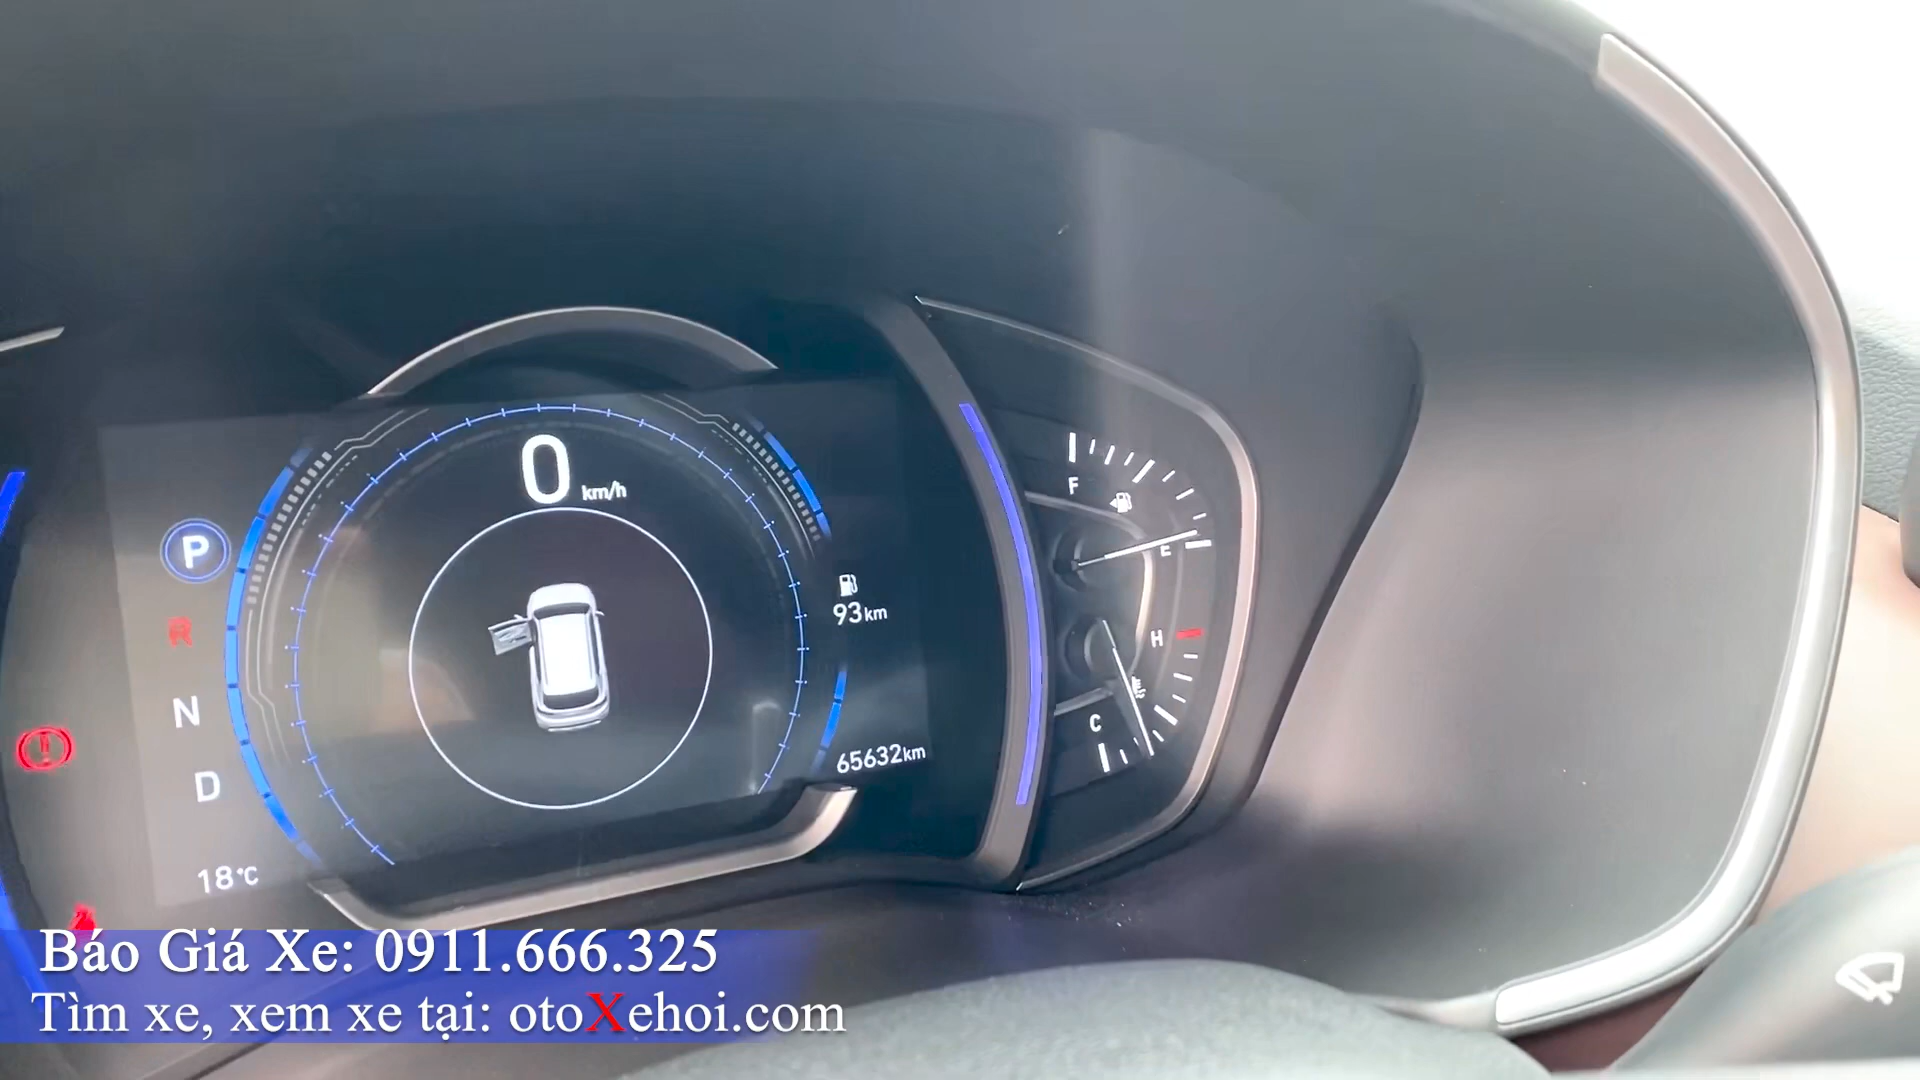 0 km/h
P
R
N
D
18°C
93km
65632km
F
E
H
C
Báo Giá Xe: 0911.666.325
Tìm xe, xem xe tại: otoXehoi.com